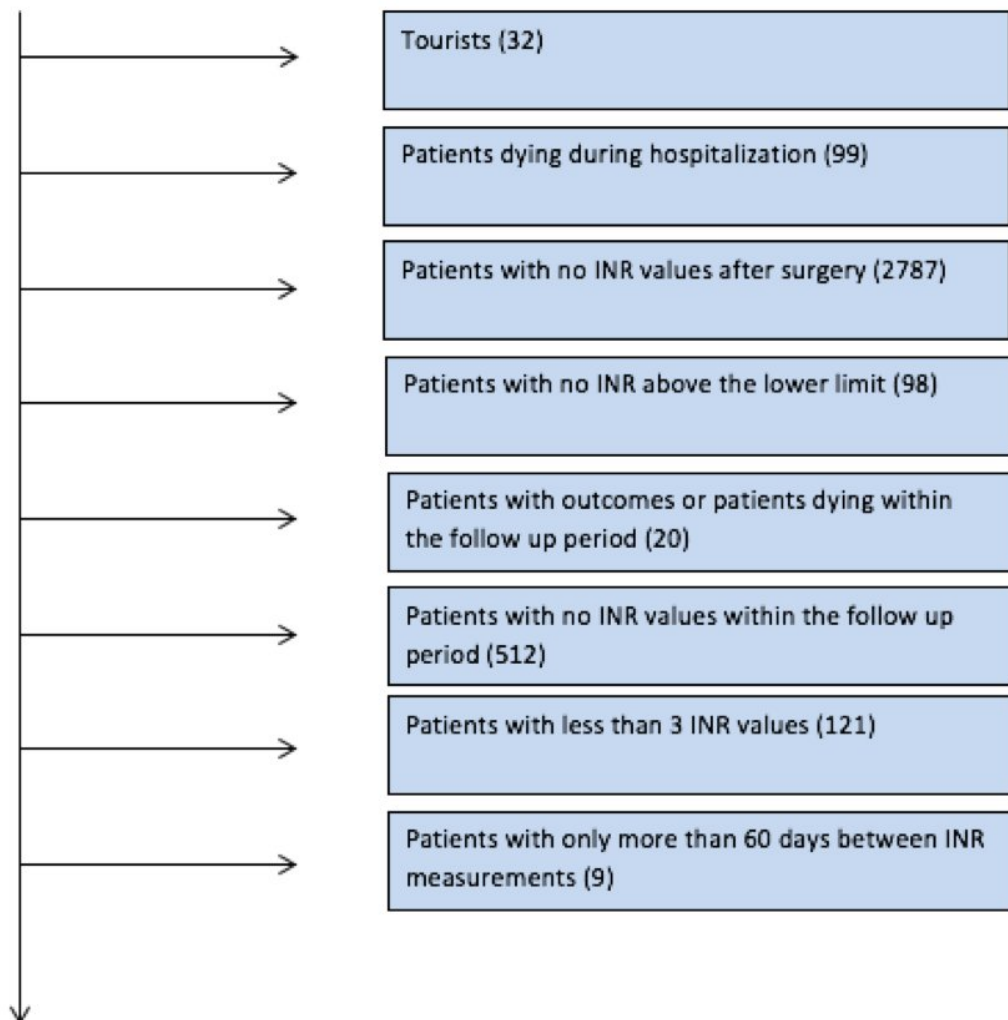 Tourists (32)
Patients dying during hospitalization (99)
Patients with no INR values after surgery (2787)
Patients with no INR above the lower limit (98)
Patients with outcomes or patients dying within
the follow up period (20)
Patients with no INR values within the follow up
period (512)
Patients with less than 3 INR values (121)
Patients with only more than 60 days between INR
measurements (9)